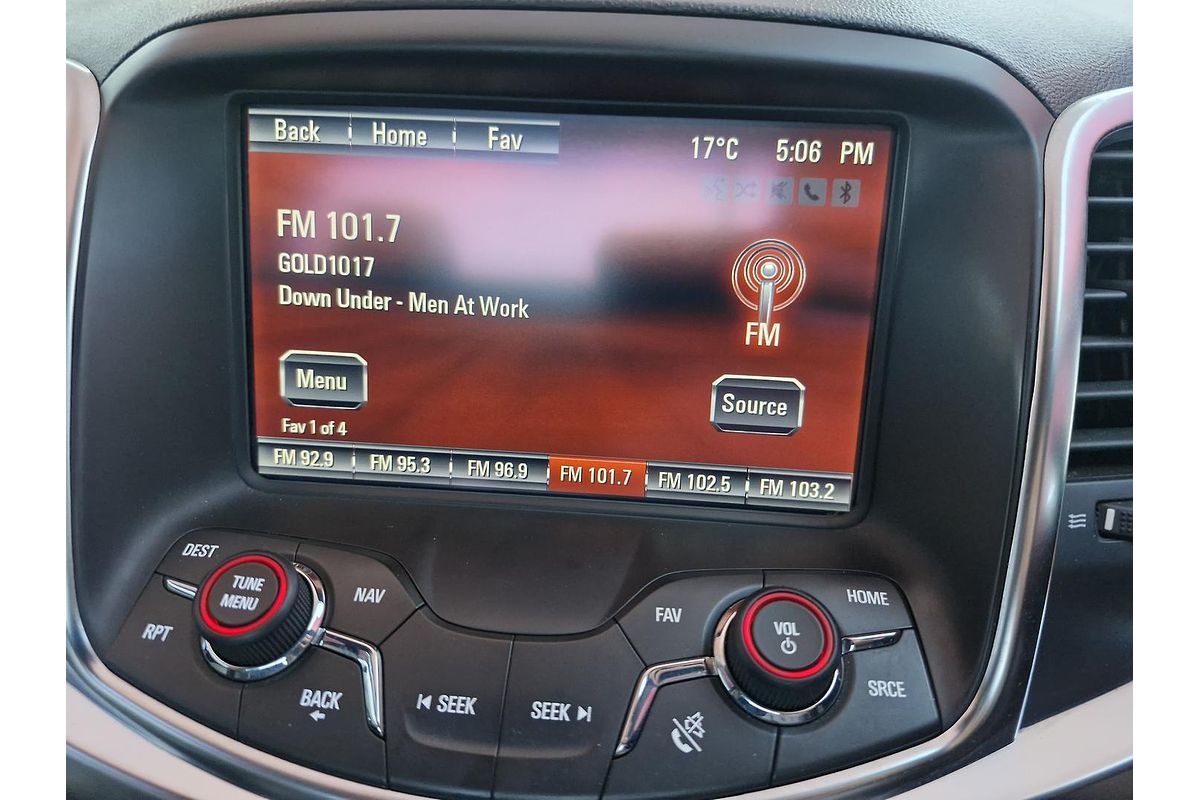 Back Home Fav 17°C 5:06 PM
FM 101.7
GOLD1017
Down Under - Men At Work
FM
Menu
Source
Fav 1 of 4
FM 92.9 FM 95.3 FM 96.9 FM 101.7 FM 102.5 FM 103.2
DEST
TUNE
MENU
NAV
RPT
BACK
SEEK
SEEK
FAV
VOL
HOME
SRCE